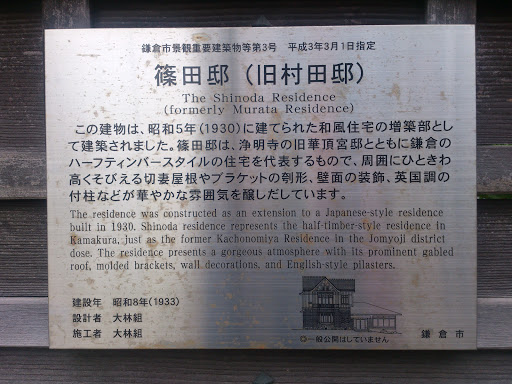 鎌倉市景観重要建築物等第3号　平成3年3月1日指定
篠田邸（旧村田邸）
The Shinoda Residence
(formerly Murata Residence)
この建物は、昭和5年(1930)に建てられた和風住宅の増築部とし
て建築されました。篠田邸は、浄明寺の旧華頂宮邸とともに鎌倉の
ハーフティンバースタイルの住宅を代表するもので、周囲にひときわ
高くそびえる切妻屋根やブラケットの刳形、壁面の装飾、英国調の
付柱などが華やかな雰囲気を醸しだしています。
The residence was constructed as an extension to a Japanese-style residence
built in 1930. Shinoda residence represents the half-timber-style residence in
Kamakura, just as the former Kachonomiya Residence in the Jomyoji district
dose. The residence presents a gorgeous atmosphere with its prominent gabled
roof, molded brackets, wall decorations, and English-style pilasters.
建設年　昭和8年(1933)
設計者　大林組
施工者　大林組
◎一般公開はしていません
鎌倉市